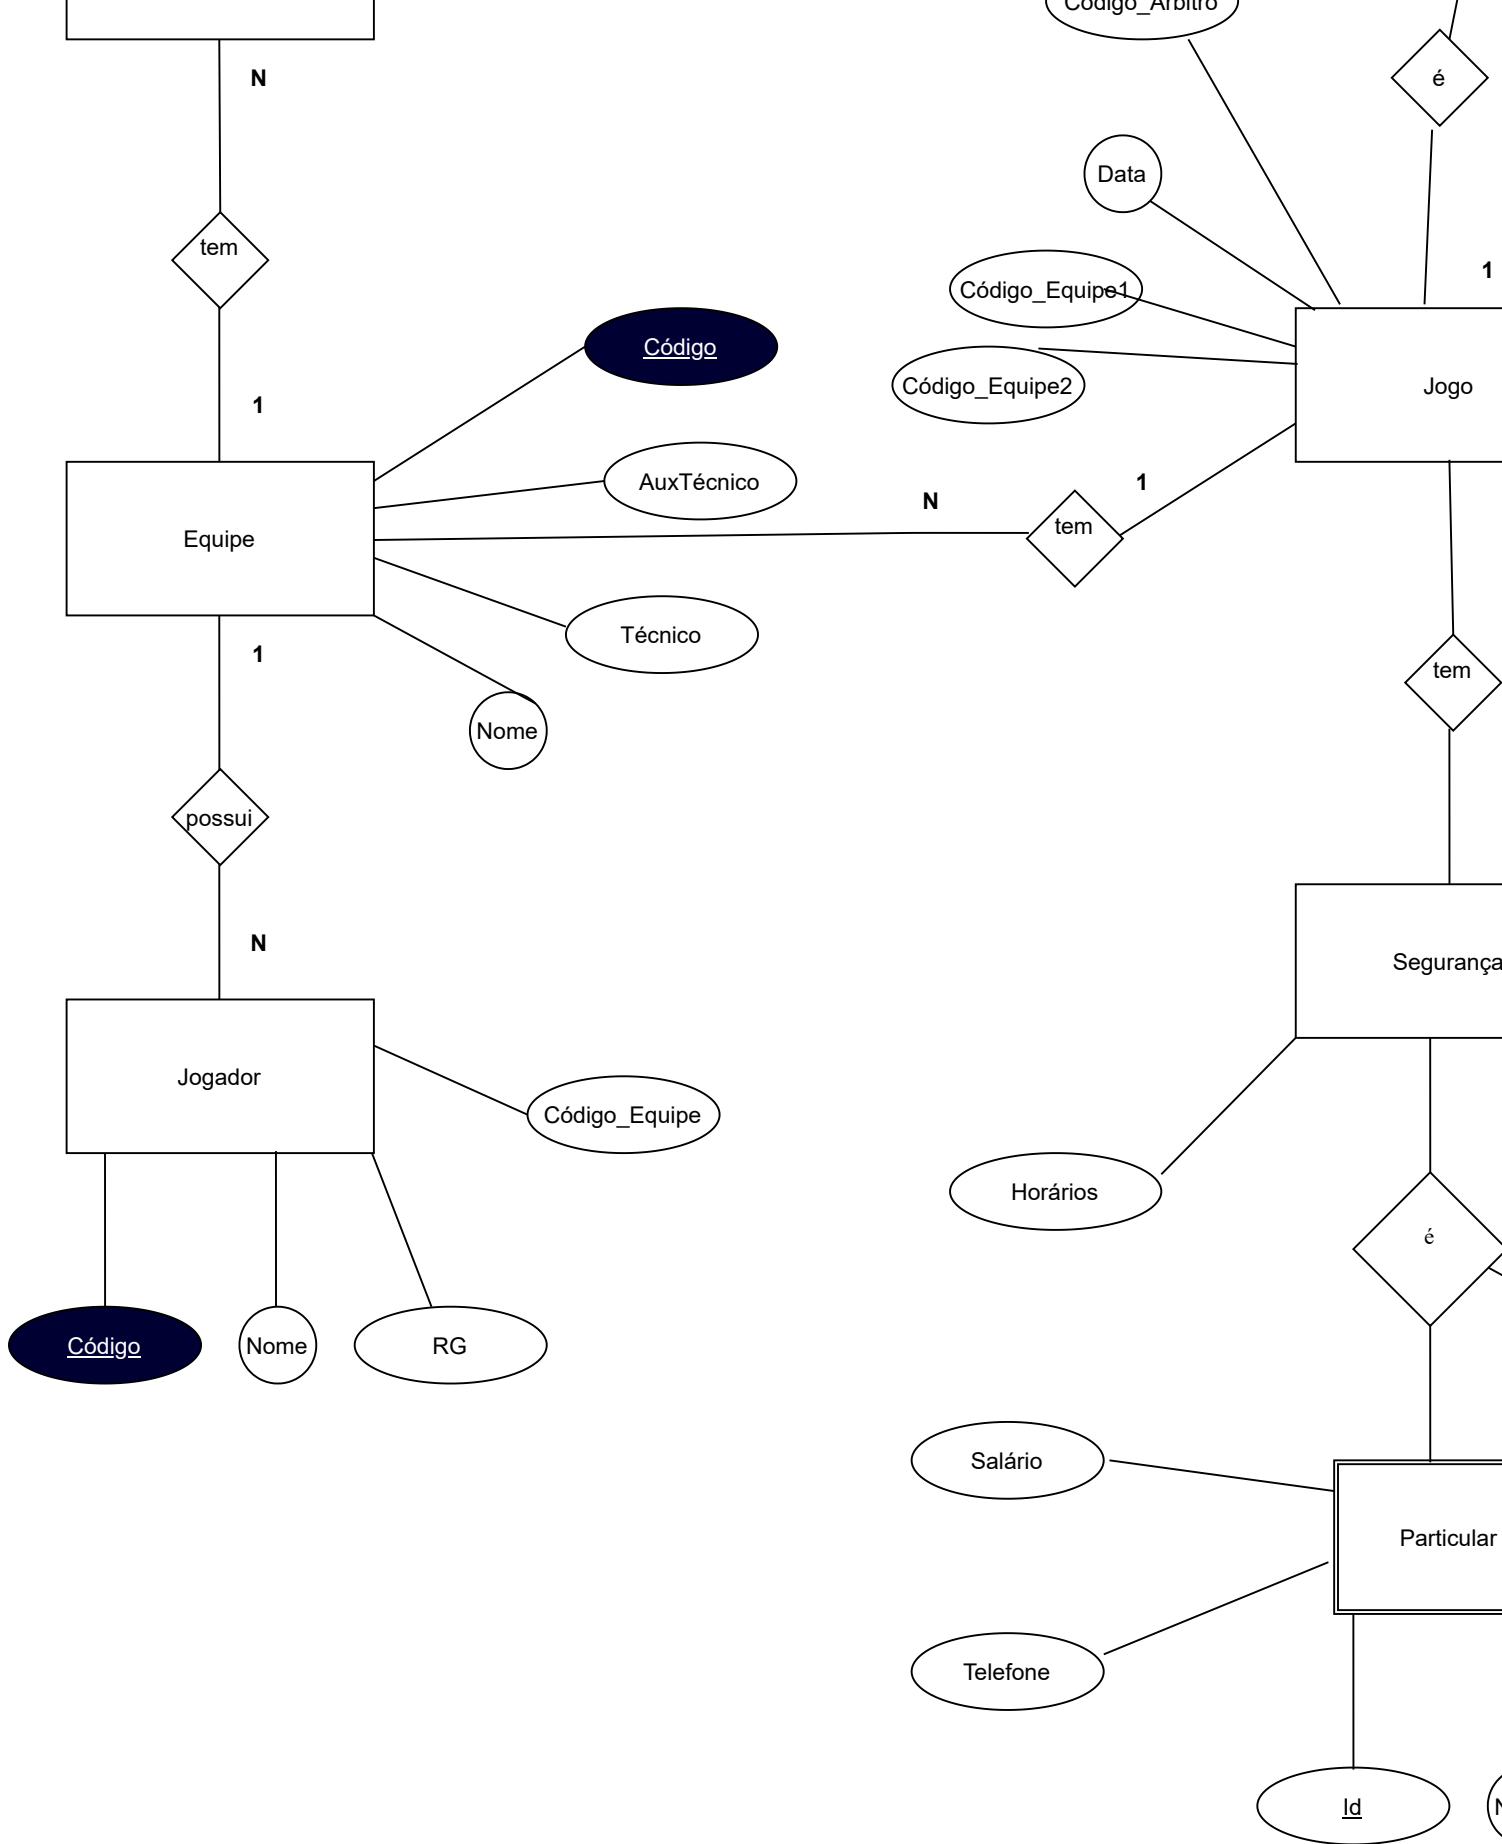 Código_Árbitro
N
é
Data
tem
1
Código_Equipe1
Código
Código_Equipe2
Jogo
1
AuxTécnico
N
1
tem
Equipe
Técnico
1
tem
Nome
possui
N
Segurança
Jogador
Código_Equipe
Horários
é
Código
Nome
RG
Salário
Particular
Telefone
Id